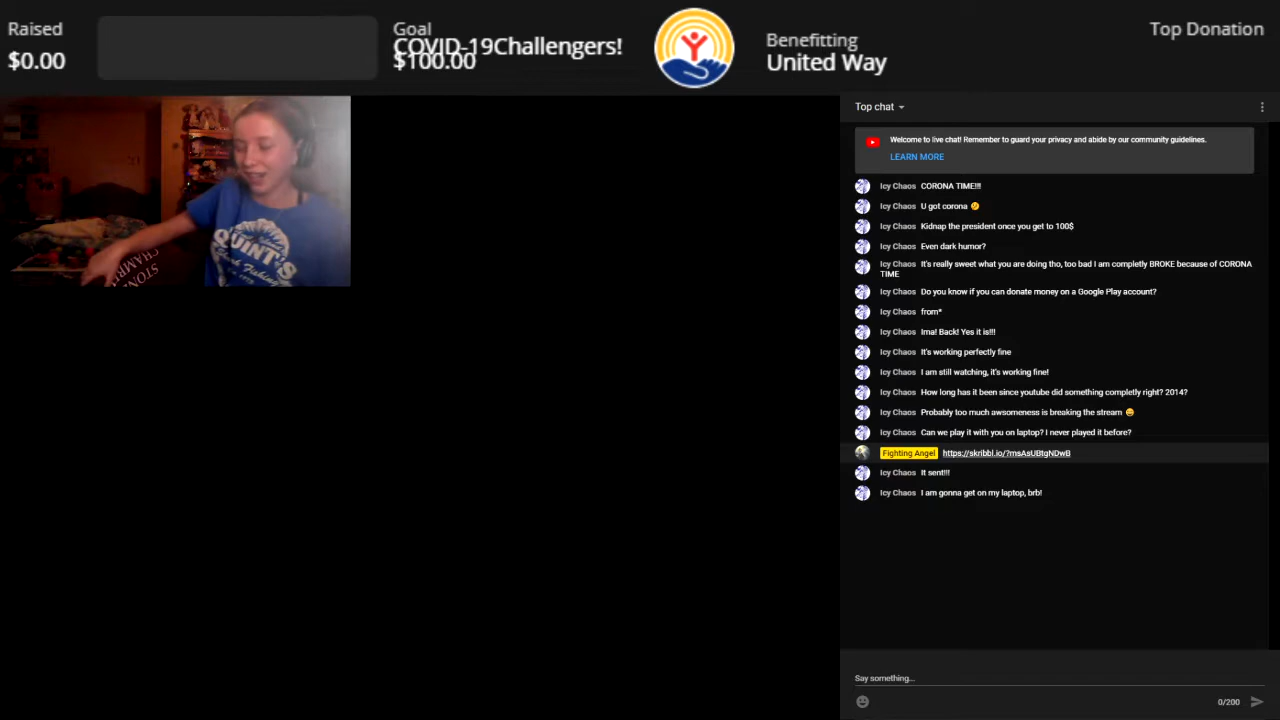 Raised
$0.00
Goal
COVID-19Challengers!
$100.00
Benefitting
United Way
Top Donation
Top chat
Welcome to live chat! Remember to guard your privacy and abide by our community guidelines.
LEARN MORE
Icy Chaos CORONA TIME!!!
Icy Chaos U got corona 🤔
Icy Chaos Kidnap the president once you get to 100$
Icy Chaos Even dark humor?
Icy Chaos It's really sweet what you are doing tho, too bad I am completly BROKE because of CORONA
TIME
Icy Chaos Do you know if you can donate money on a Google Play account?
Icy Chaos from*
Icy Chaos Ima! Back! Yes it is!!!
Icy Chaos It's working perfectly fine
Icy Chaos I am still watching, it's working fine!
Icy Chaos How long has it been since youtube did something completly right? 2014?
Icy Chaos Probably too much awsomeness is breaking the stream 😄
Icy Chaos Can we play it with you on laptop? I never played it before?
Fighting Angel https://skribbl.io/?msAsUBtgNDwB
Icy Chaos It sent!!!
Icy Chaos I am gonna get on my laptop, brb!
Say something...
0/200
QUINT'S
STONE
CHAMBER